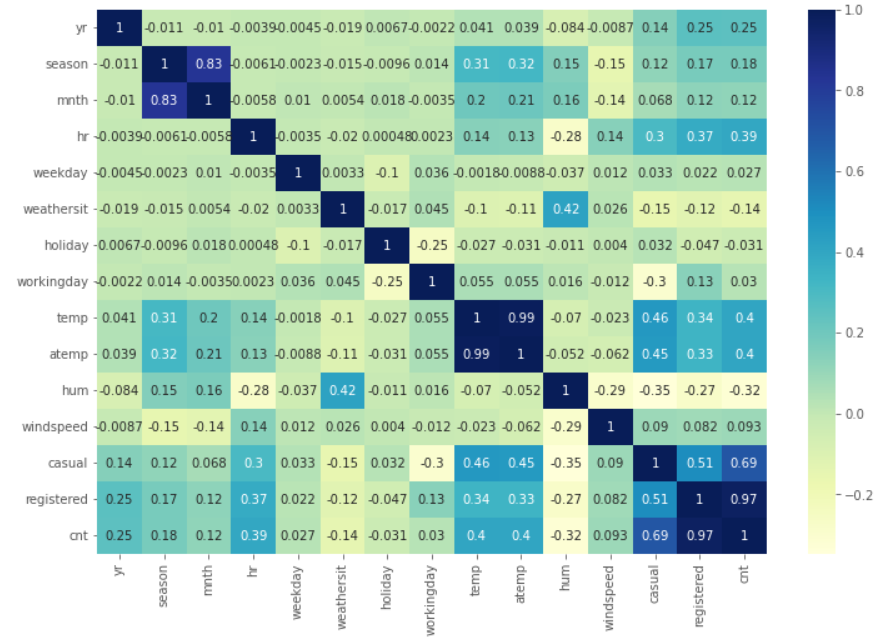 yr 1 -0.011 -0.01 -0.0039 -0.0045 -0.019 0.0067 -0.0022 0.041 0.039 -0.084 -0.0087 0.14 0.25 0.25
season -0.011 1 0.83 -0.0061 -0.0023 -0.015 -0.0096 0.014 0.31 0.32 0.15 -0.15 0.12 0.17 0.18
mnth -0.01 0.83 1 -0.0058 0.01 0.0054 0.018 -0.0035 0.2 0.21 0.16 -0.14 0.068 0.12 0.12
hr -0.0039 -0.0061 -0.0058 1 -0.0035 -0.02 0.00048 0.0023 0.14 0.13 -0.28 0.14 0.3 0.37 0.39
weekday -0.0045 -0.0023 0.01 -0.0035 1 0.0033 -0.1 0.036 -0.0018 -0.0088 -0.037 0.012 0.033 0.022 0.027
weathersit -0.019 -0.015 0.0054 -0.02 0.0033 1 -0.017 0.045 -0.1 -0.11 0.42 0.026 -0.15 -0.12 -0.14
holiday 0.0067 -0.0096 0.018 0.00048 -0.1 -0.017 1 -0.25 -0.027 -0.031 -0.011 0.004 0.032 -0.047 -0.031
workingday -0.0022 0.014 -0.0035 0.0023 0.036 0.045 -0.25 1 0.055 0.055 0.016 -0.012 -0.3 0.13 0.03
temp 0.041 0.31 0.2 0.14 -0.0018 -0.1 -0.027 0.055 1 0.99 -0.07 -0.023 0.46 0.34 0.4
atemp 0.039 0.32 0.21 0.13 -0.0088 -0.11 -0.031 0.055 0.99 1 -0.052 -0.062 0.45 0.33 0.4
hum -0.084 0.15 0.16 -0.28 -0.037 0.42 -0.011 0.016 -0.07 -0.052 1 -0.29 -0.35 -0.27 -0.32
windspeed -0.0087 -0.15 -0.14 0.14 0.012 0.026 0.004 -0.012 -0.023 -0.062 -0.29 1 0.09 0.082 0.093
casual 0.14 0.12 0.068 0.3 0.033 -0.15 0.032 -0.3 0.46 0.45 -0.35 0.09 1 0.51 0.69
registered 0.25 0.17 0.12 0.37 0.022 -0.12 -0.047 0.13 0.34 0.33 -0.27 0.082 0.51 1 0.97
cnt 0.25 0.18 0.12 0.39 0.027 -0.14 -0.031 0.03 0.4 0.4 -0.32 0.093 0.69 0.97 1
yr season mnth hr weekday weathersit holiday workingday temp atemp hum windspeed casual registered cnt
1.0
0.8
0.6
0.4
0.2
0.0
−0.2